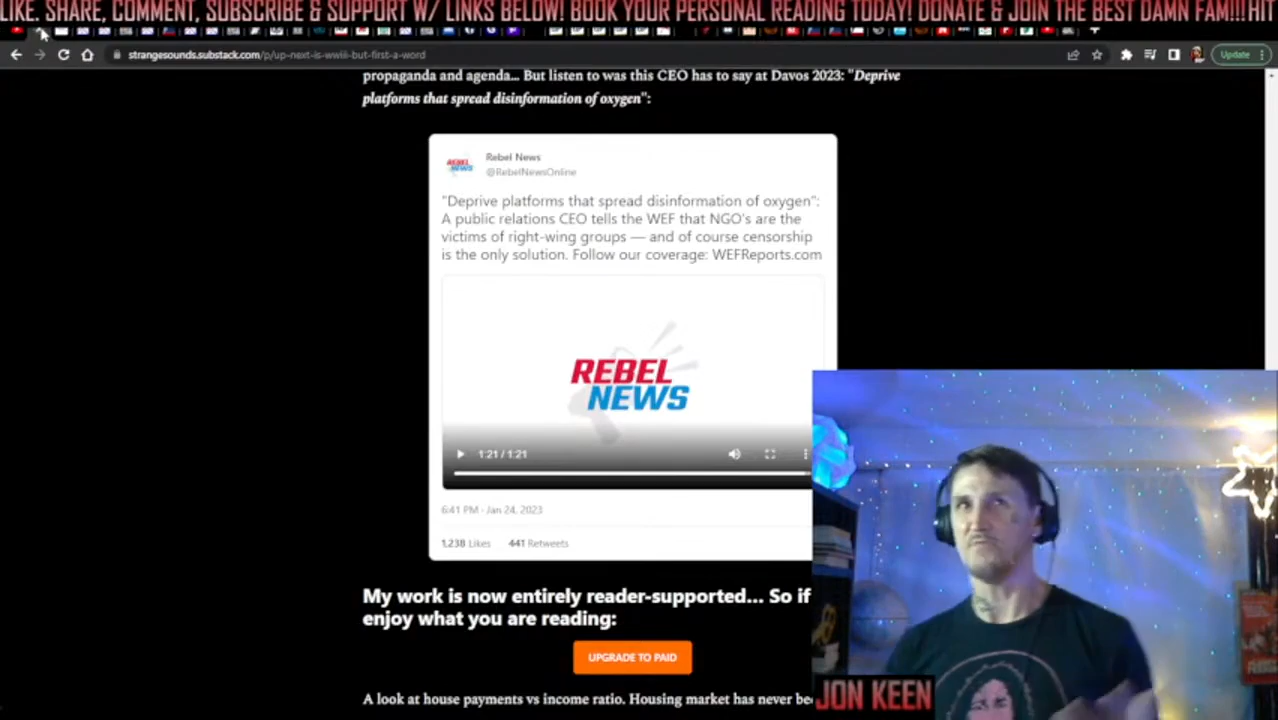 LIKE. SHARE, COMMENT, SUBSCRIBE & SUPPORT W/ LINKS BELOW! BOOK YOUR PERSONAL READING TODAY! DONATE & JOIN THE BEST DAMN FAM!!!HIT
strangesounds.substack.com/p/up-next-is-wwiii-but-first-a-word
Update
propaganda and agenda... But listen to was this CEO has to say at Davos 2023: "Deprive
platforms that spread disinformation of oxygen":
REBEL
NEWS
Rebel News
@RebelNewsOnline
"Deprive platforms that spread disinformation of oxygen":
A public relations CEO tells the WEF that NGO's are the
victims of right-wing groups — and of course censorship
is the only solution. Follow our coverage: WEFReports.com
REBEL
NEWS
1:21 / 1:21
6:41 PM · Jan 24, 2023
1,238 Likes 441 Retweets
My work is now entirely reader-supported... So if
enjoy what you are reading:
UPGRADE TO PAID
A look at house payments vs income ratio. Housing market has never be
JON KEEN